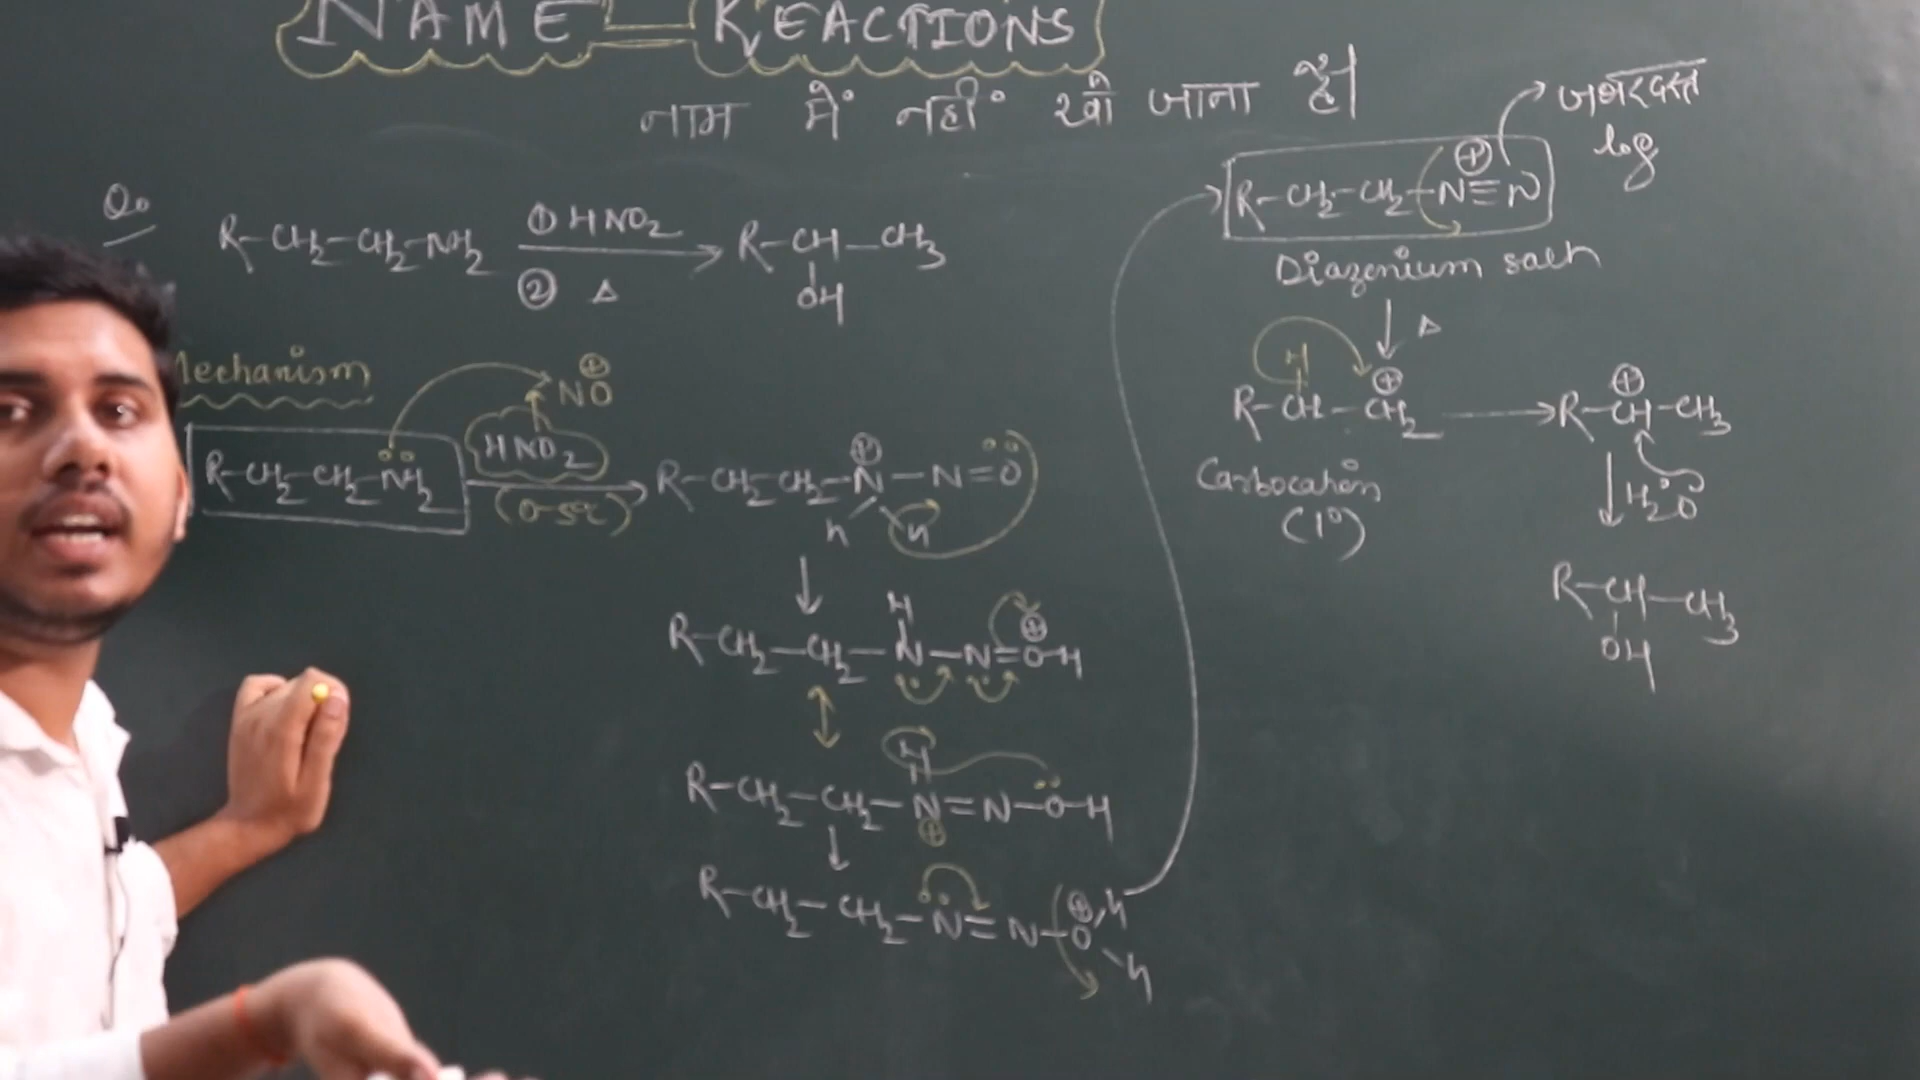 NAME REACTIONS
नाम में नहीं खो जाना है।
Q.
R-CH2-CH2-NH2 ① HNO2 ② Δ → R-CH-CH3
OH
Mechanism
NO⊕
HNO2
R-CH2-CH2-NH2 → R-CH2-CH2-N⊕-N=O
(0-5℃)
H H
↓
H
R-CH2-CH2-N-N=O⊕-H
↕
H
R-CH2-CH2-N=N-O-H
⊕
↓
R-CH2-CH2-N=N-O⊕
H
H
जबरदस्त
log
R-CH2-CH2-N⊕≡N
Diazonium salt
↓ Δ
H
R-CH-CH2⊕ → R-CH⊕-CH3
Carbocation
(1°)
↓ H2O
R-CH-CH3
OH